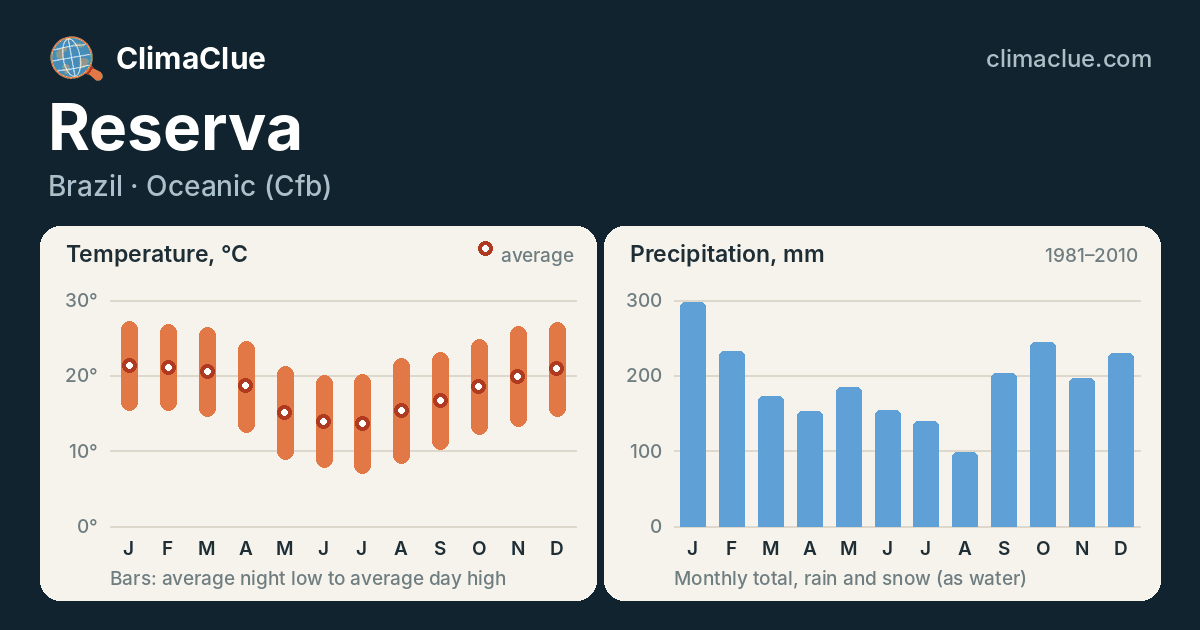 ClimaClue
climaclue.com
Reserva
Brazil · Oceanic (Cfb)
Temperature, °C
average
30°
20°
10°
0°
J F M A M J J A S O N D
Bars: average night low to average day high
Precipitation, mm
1981–2010
300
200
100
0
J F M A M J J A S O N D
Monthly total, rain and snow (as water)